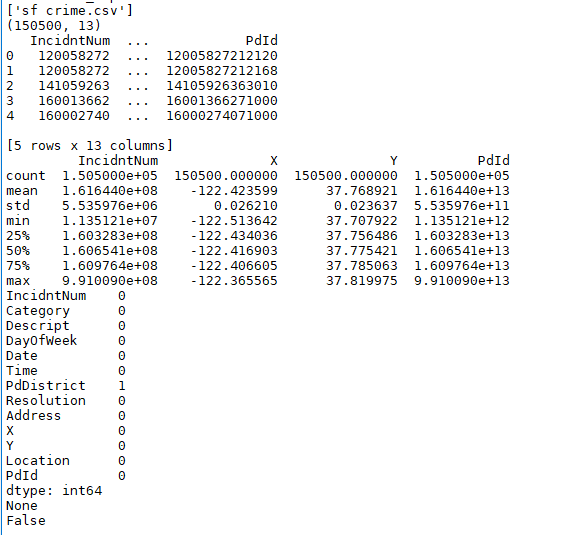 ['sf crime.csv']
(150500, 13)
   IncidntNum  ...            PdId
0   120058272  ...  12005827212120
1   120058272  ...  12005827212168
2   141059263  ...  14105926363010
3   160013662  ...  16001366271000
4   160002740  ...  16000274071000

[5 rows x 13 columns]
         IncidntNum              X              Y          PdId
count  1.505000e+05  150500.000000  150500.000000  1.505000e+05
mean   1.616440e+08    -122.423599      37.768921  1.616440e+13
std    5.535976e+06       0.026210       0.023637  5.535976e+11
min    1.135121e+07    -122.513642      37.707922  1.135121e+12
25%    1.603283e+08    -122.434036      37.756486  1.603283e+13
50%    1.606541e+08    -122.416903      37.775421  1.606541e+13
75%    1.609764e+08    -122.406605      37.785063  1.609764e+13
max    9.910090e+08    -122.365565      37.819975  9.910090e+13
IncidntNum    0
Category      0
Descript      0
DayOfWeek     0
Date          0
Time          0
PdDistrict    1
Resolution    0
Address       0
X             0
Y             0
Location      0
PdId          0
dtype: int64
None
False